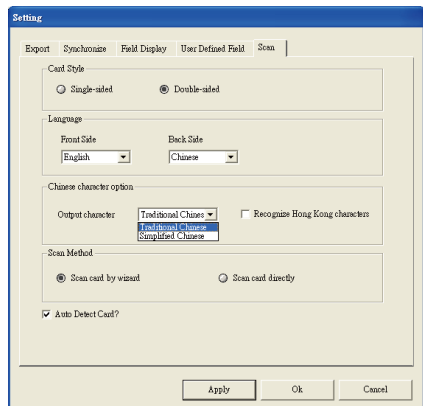 Setting
Export Synchronize Field Display User Defined Field Scan
Card Style
Single-sided Double-sided
Language
Front Side Back Side
English Chinese
Chinese character option
Output character Traditional Chines Recognize Hong Kong characters
Traditional Chinese
Simplified Chinese
Scan Method
Scan card by wizard Scan card directly
Auto Detect Card?
Apply Ok Cancel